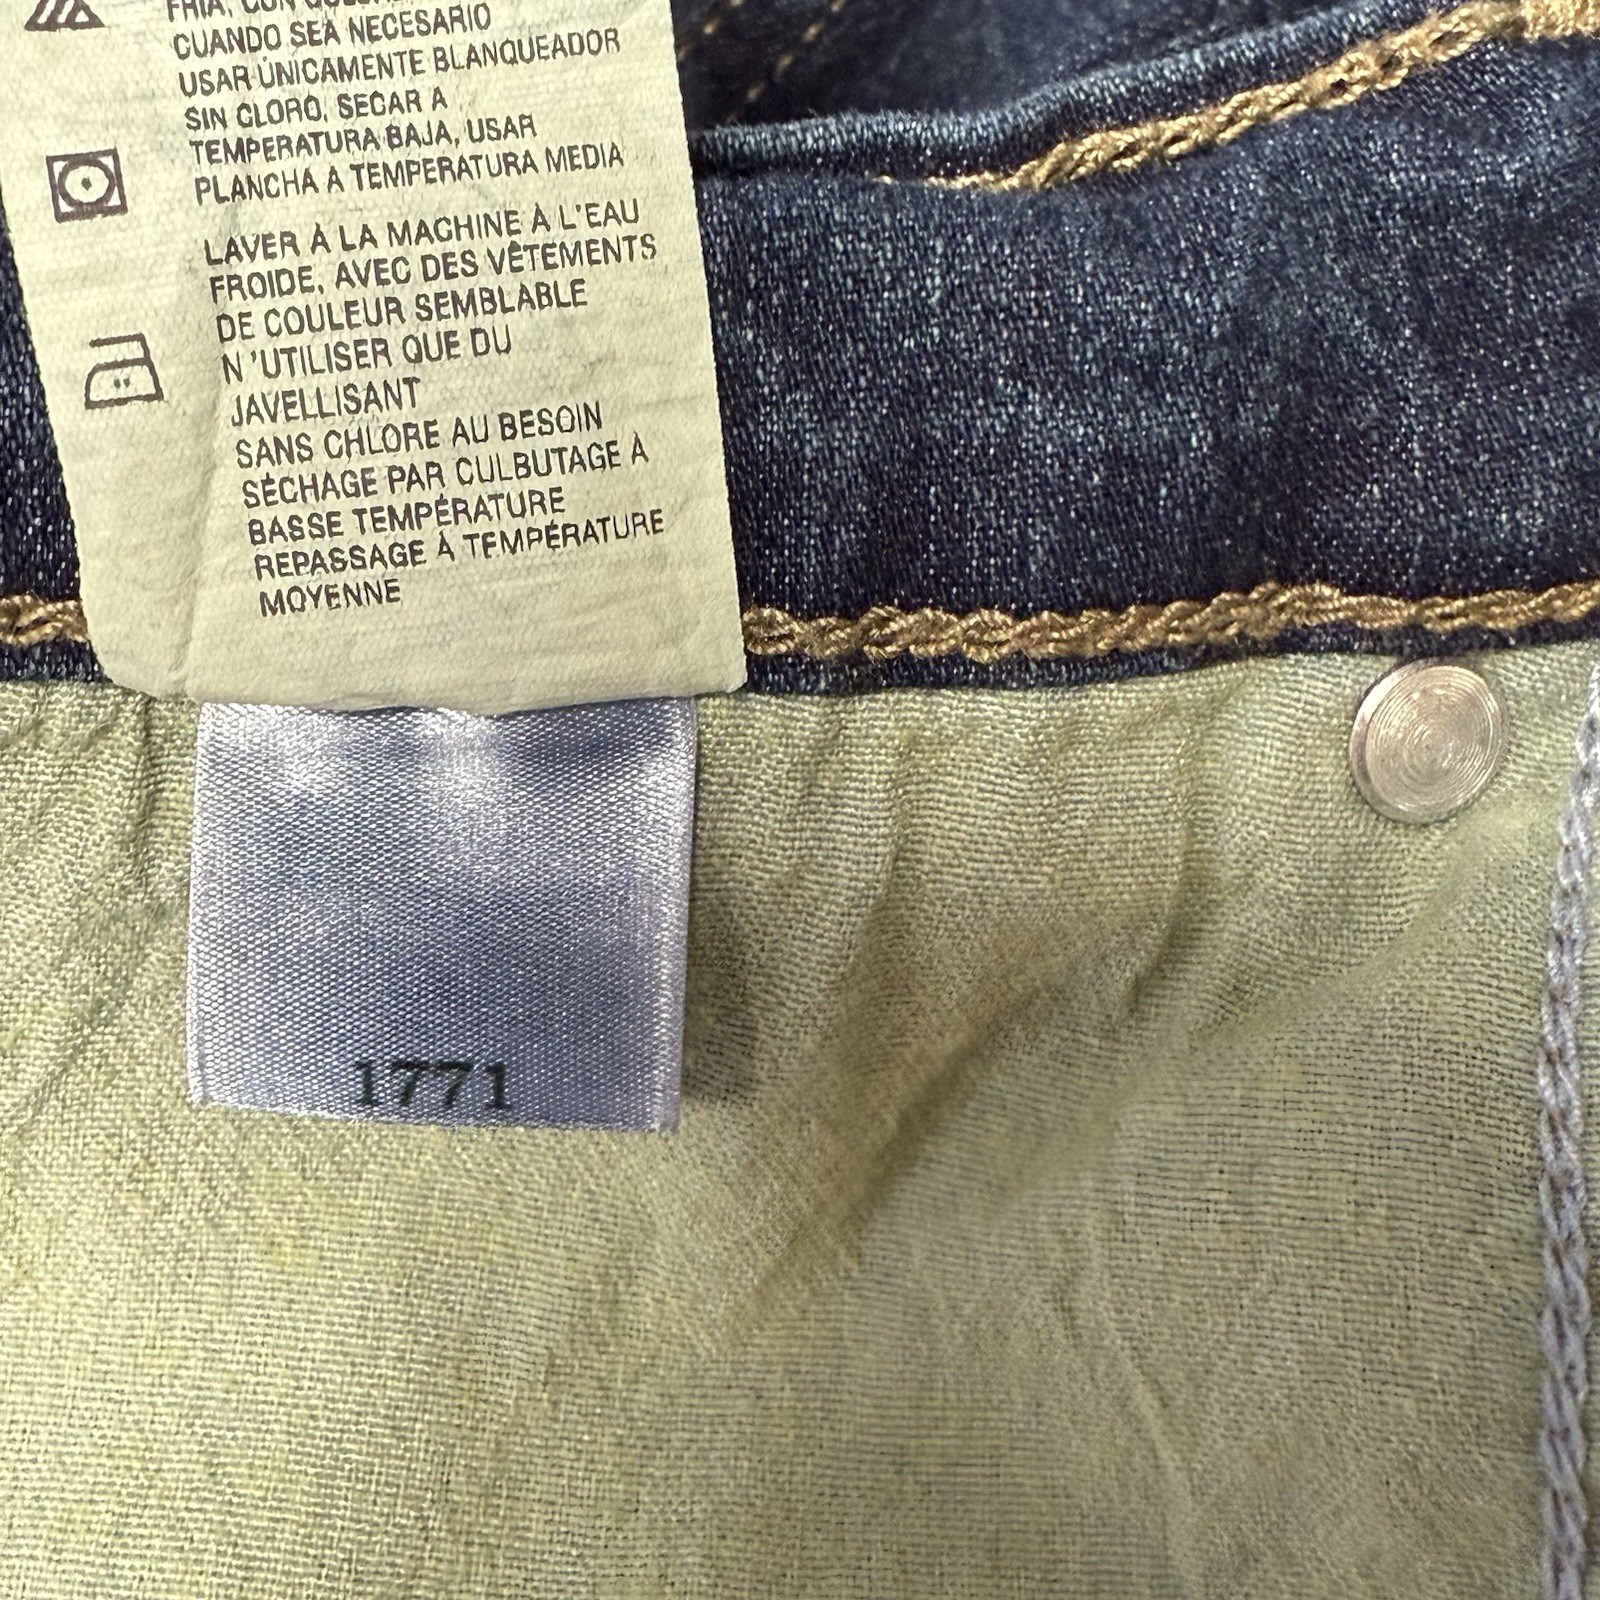 FRIA, CON
CUANDO SEA NECESARIO
USAR ÚNICAMENTE BLANQUEADOR
SIN CLORO, SECAR A
TEMPERATURA BAJA, USAR
PLANCHA A TEMPERATURA MEDIA
LAVER À LA MACHINE À L'EAU
FROIDE, AVEC DES VÊTEMENTS
DE COULEUR SEMBLABLE
N 'UTILISER QUE DU
JAVELLISANT
SANS CHLORE AU BESOIN
SÉCHAGE PAR CULBUTAGE À
BASSE TEMPÉRATURE
REPASSAGE À TEMPÉRATURE
MOYENNE
1771